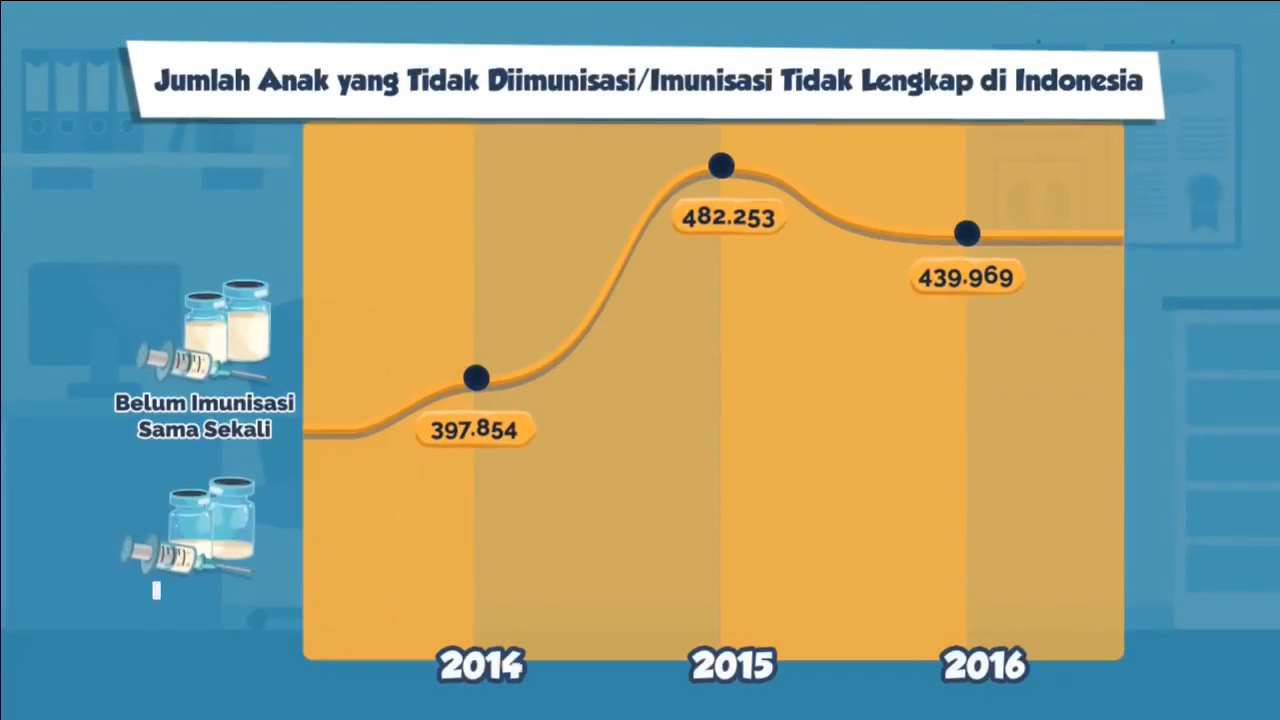 Jumlah Anak yang Tidak Diimunisasi/Imunisasi Tidak Lengkap di Indonesia
482.253
439.969
397.854
Belum Imunisasi
Sama Sekali
2014
2015
2016